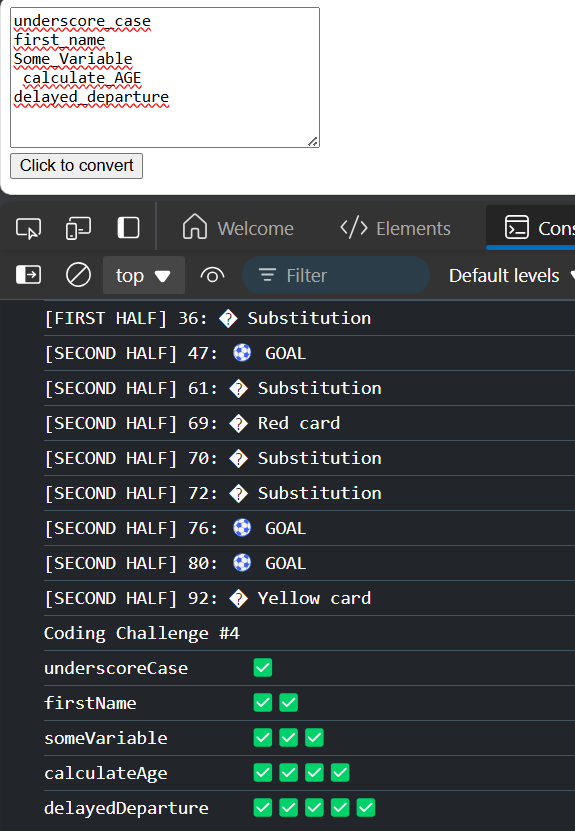 underscore_case
first_name
Some_Variable
calculate_AGE
delayed_departure
Click to convert
Welcome
Elements
Cons
top
Filter
Default levels
[FIRST HALF] 36: � Substitution
[SECOND HALF] 47: ⚽ GOAL
[SECOND HALF] 61: � Substitution
[SECOND HALF] 69: � Red card
[SECOND HALF] 70: � Substitution
[SECOND HALF] 72: � Substitution
[SECOND HALF] 76: ⚽ GOAL
[SECOND HALF] 80: ⚽ GOAL
[SECOND HALF] 92: � Yellow card
Coding Challenge #4
underscoreCase ✅
firstName ✅✅
someVariable ✅✅✅
calculateAge ✅✅✅✅
delayedDeparture ✅✅✅✅✅